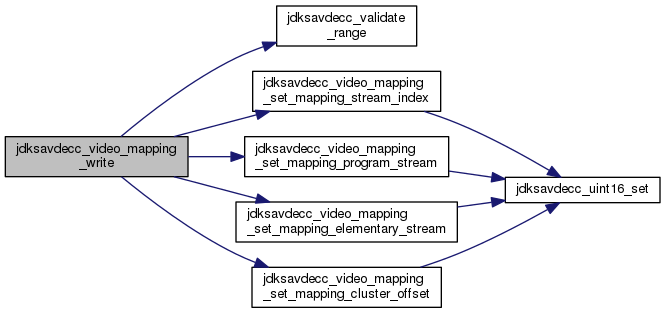 jdksavdecc_validate
_range
jdksavdecc_video_mapping
_set_mapping_stream_index
jdksavdecc_video_mapping
_write
jdksavdecc_video_mapping
_set_mapping_program_stream
jdksavdecc_uint16_set
jdksavdecc_video_mapping
_set_mapping_elementary_stream
jdksavdecc_video_mapping
_set_mapping_cluster_offset